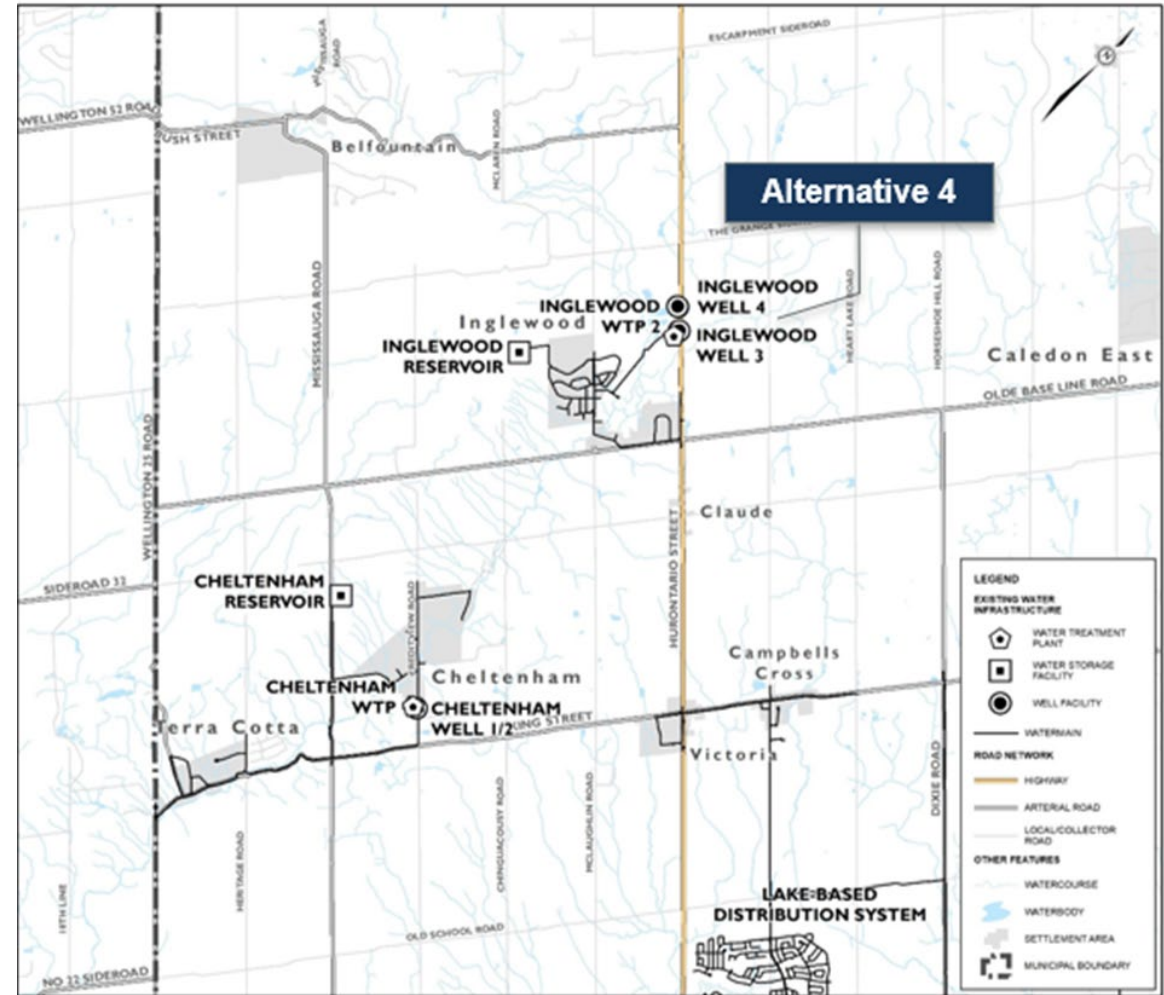 ESCARPMENT SIDEROAD
MISSISSAUGA
ROAD
WELLINGTON 52 ROA
USH STREET
Belfountain
MCLAREN ROAD
Alternative 4
THE GRANGE
INGLEWOOD
WELL 4
INGLEWOOD
WTP 2
Inglewood
INGLEWOOD
WELL 3
INGLEWOOD
RESERVOIR
MISSISSAUGA ROAD
HEART LAKE ROAD
HORSESHOE HILL ROAD
Caledon East
OLDE BASE LINE ROAD
WELLINGTON 25 ROAD
Claude
HURONTARIO STREET
SIDEROAD 32
CHELTENHAM
RESERVOIR
CREDITVIEW ROAD
Cheltenham
CHELTENHAM
WTP
CHELTENHAM
WELL 1/2
KING STREET
Campbells
Cross
Terra Cotta
Victoria
DIXIE ROAD
10TH LINE
HERITAGE ROAD
CHINGUACOUSY ROAD
MCLAUGHLIN ROAD
OLD SCHOOL ROAD
LAKE-BASED
DISTRIBUTION SYSTEM
NO 22 SIDEROAD
LEGEND
EXISTING WATER
INFRASTRUCTURE
WATER TREATMENT
PLANT
WATER STORAGE
FACILITY
WELL FACILITY
WATERMAIN
ROAD NETWORK
HIGHWAY
ARTERIAL ROAD
LOCAL/COLLECTOR
ROAD
OTHER FEATURES
WATERCOURSE
WATERBODY
SETTLEMENT AREA
MUNICIPAL BOUNDARY